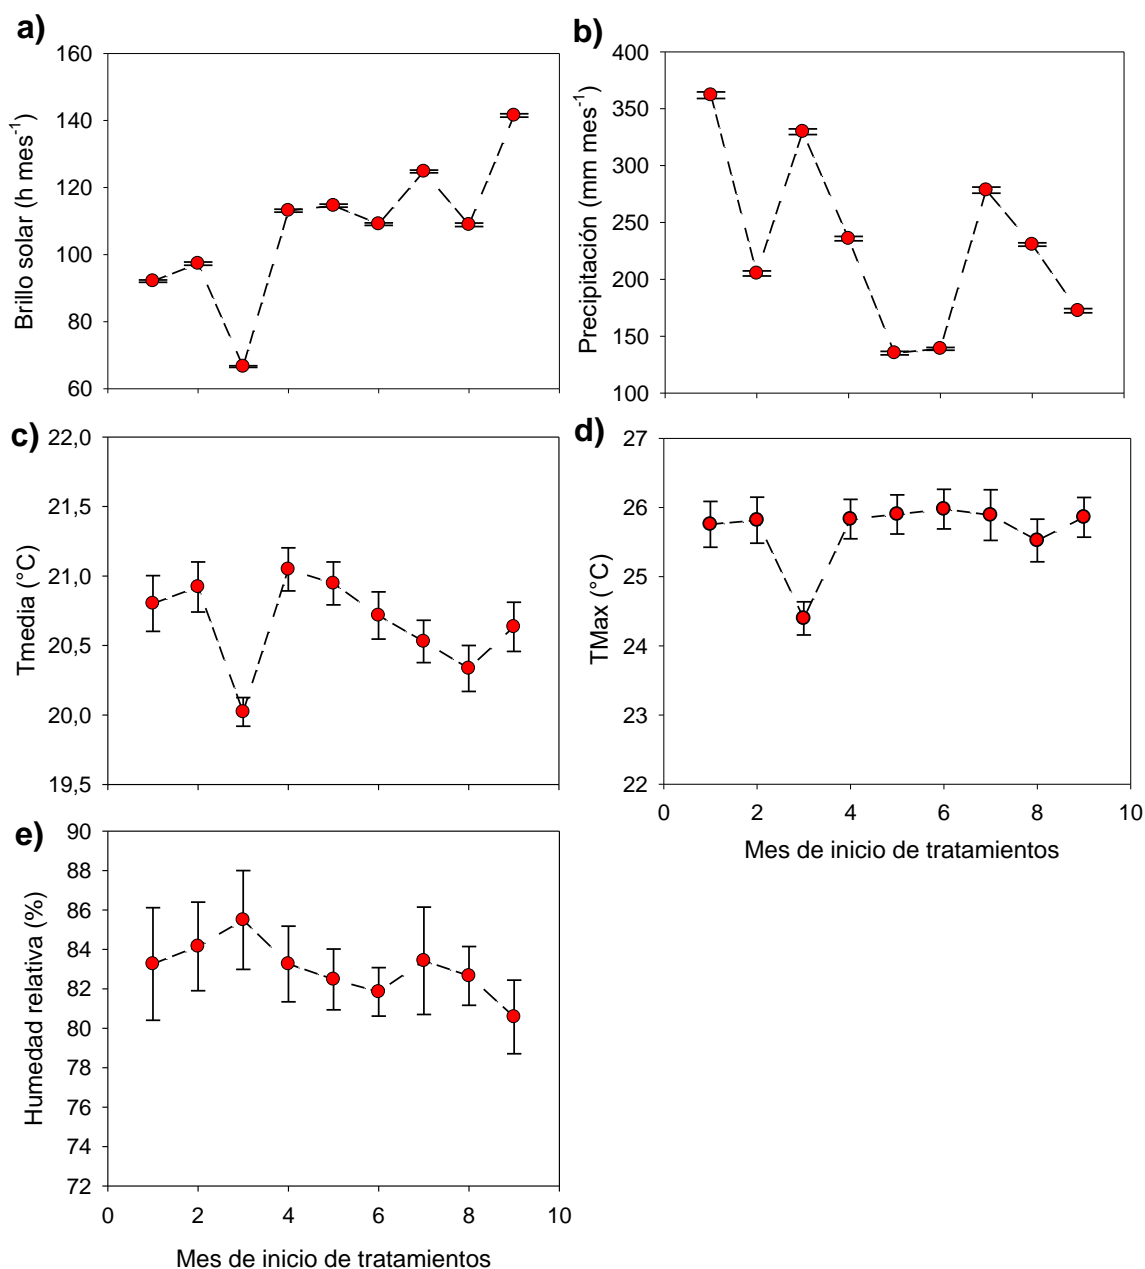 a)
Brillo solar (h mes-1)
160
140
120
100
80
60
b)
Precipitación (mm mes-1)
400
350
300
250
200
150
100
c)
Tmedia (°C)
22,0
21,5
21,0
20,5
20,0
19,5
d)
TMax (°C)
27
26
25
24
23
22
0 2 4 6 8 10
Mes de inicio de tratamientos
e)
Humedad relativa (%)
90
88
86
84
82
80
78
76
74
72
0 2 4 6 8 10
Mes de inicio de tratamientos